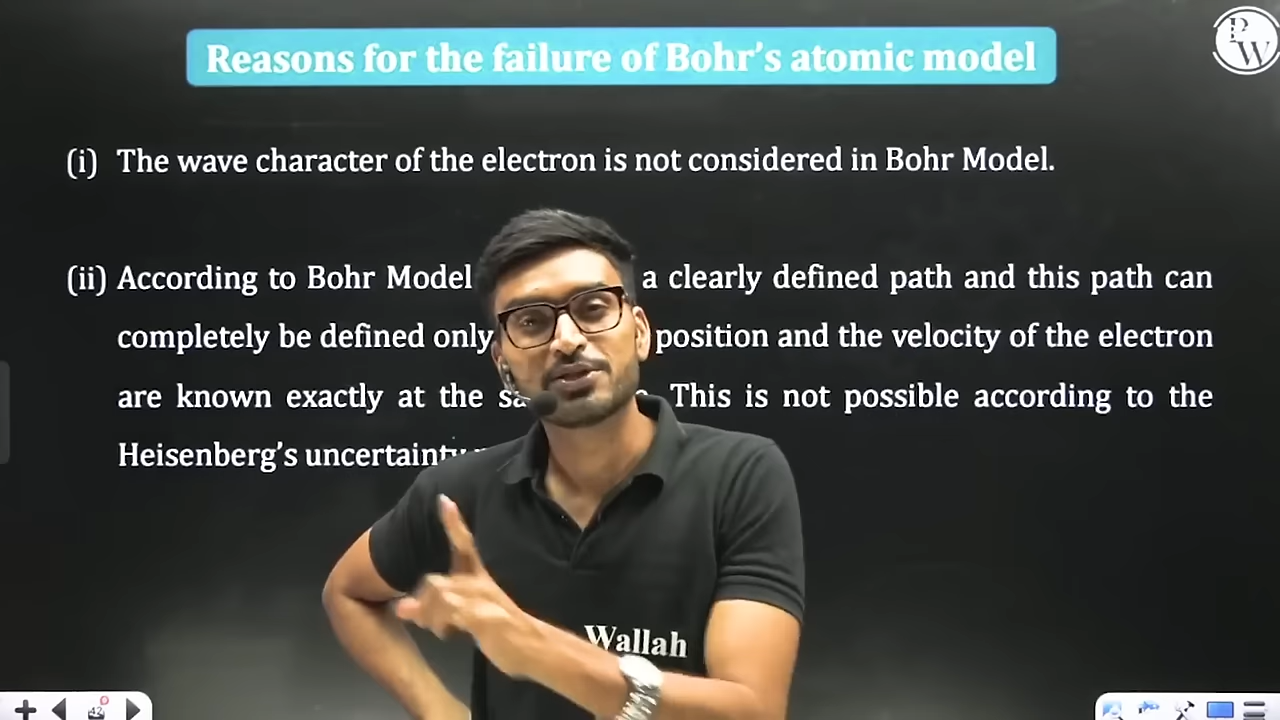 Reasons for the failure of Bohr's atomic model
P
W
(i) The wave character of the electron is not considered in Bohr Model.
(ii) According to Bohr Model a clearly defined path and this path can
completely be defined only position and the velocity of the electron
are known exactly at the This is not possible according to the
Heisenberg's uncertainty
Wallah
42